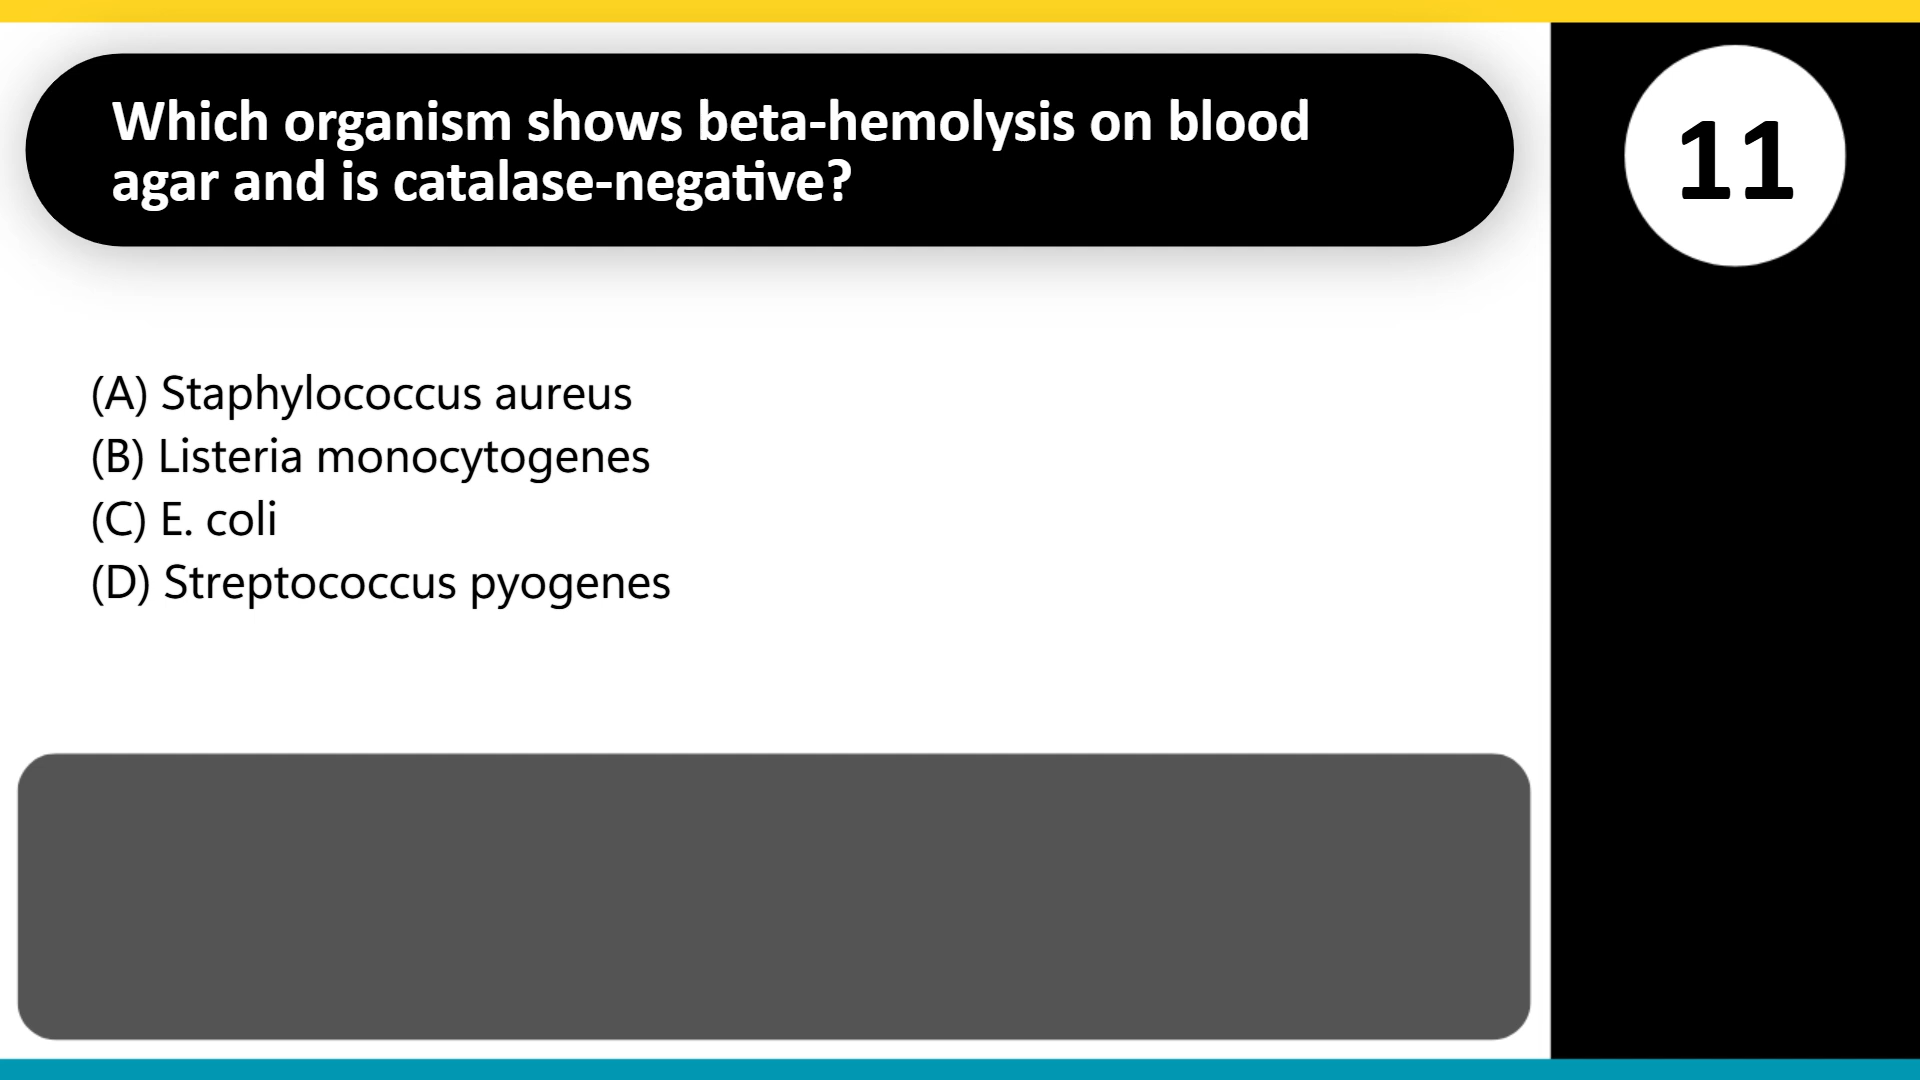 Which organism shows beta-hemolysis on blood
agar and is catalase-negative?
11
(A) Staphylococcus aureus
(B) Listeria monocytogenes
(C) E. coli
(D) Streptococcus pyogenes